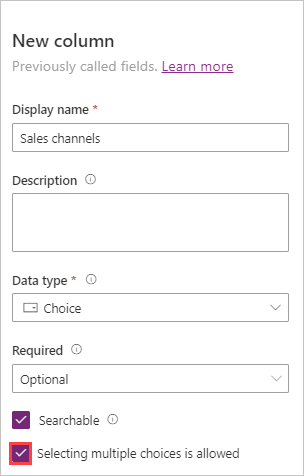 New column
Previously called fields. Learn more
Display name *
Sales channels
Description
Data type *
Choice
Required
Optional
Searchable
Selecting multiple choices is allowed